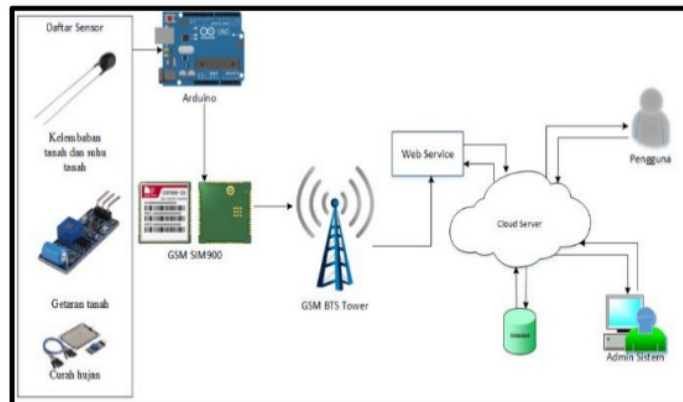 Daftar Sensor
Kelembaban
tanah dan suhu
tanah
Getaran tanah
Curah hujan
Arduino
GSM SIM900
GSM BTS Tower
Web Service
Cloud Server
Pengguna
Admin Sistem